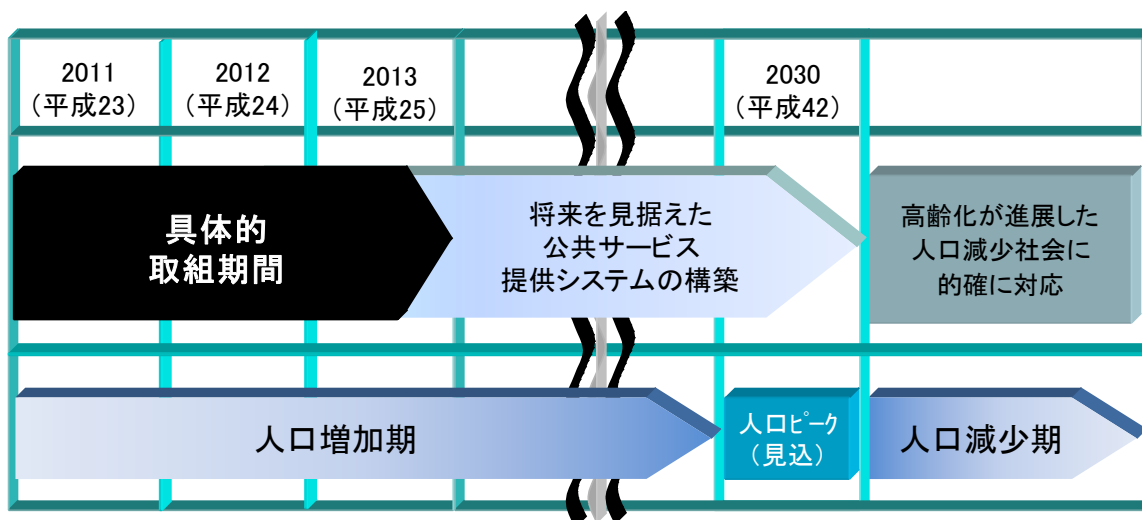 2011
（平成23）
2012
（平成24）
2013
（平成25）
2030
（平成42）
具体的
取組期間
将来を見据えた
公共サービス
提供システムの構築
高齢化が進展した
人口減少社会に
的確に対応
人口増加期
人口ﾋﾟｰｸ
（見込）
人口減少期